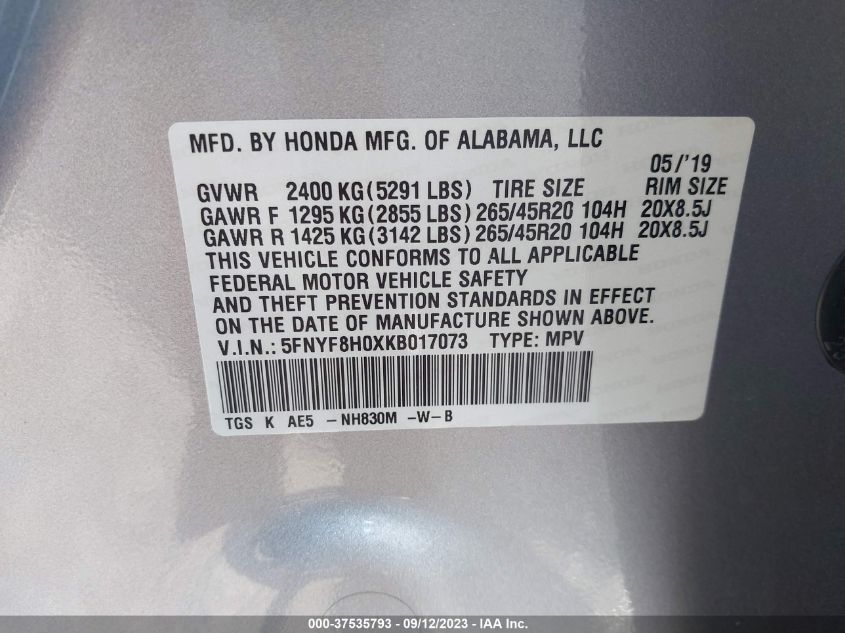 MFD. BY HONDA MFG. OF ALABAMA, LLC
05/'19
GVWR 2400 KG(5291 LBS) TIRE SIZE RIM SIZE
GAWR F 1295 KG(2855 LBS) 265/45R20 104H 20X8.5J
GAWR R 1425 KG(3142 LBS) 265/45R20 104H 20X8.5J
THIS VEHICLE CONFORMS TO ALL APPLICABLE
FEDERAL MOTOR VEHICLE SAFETY
AND THEFT PREVENTION STANDARDS IN EFFECT
ON THE DATE OF MANUFACTURE SHOWN ABOVE.
V.I.N.: 5FNYF8H0XKB017073 TYPE: MPV
TGS K AE5 -NH830M -W-B
000-37535793 - 09/12/2023 - IAA Inc.